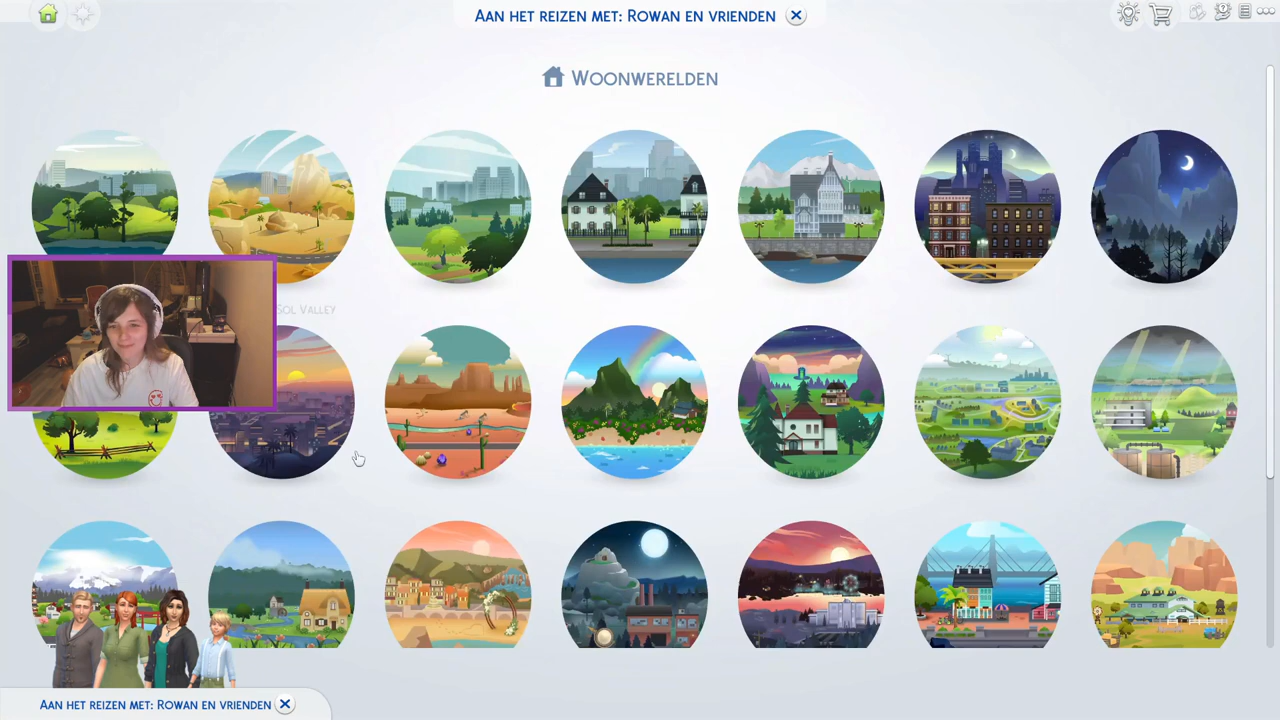 Aan het reizen met: Rowan en vrienden
Woonwerelden
Sol Valley
Aan het reizen met: Rowan en vrienden